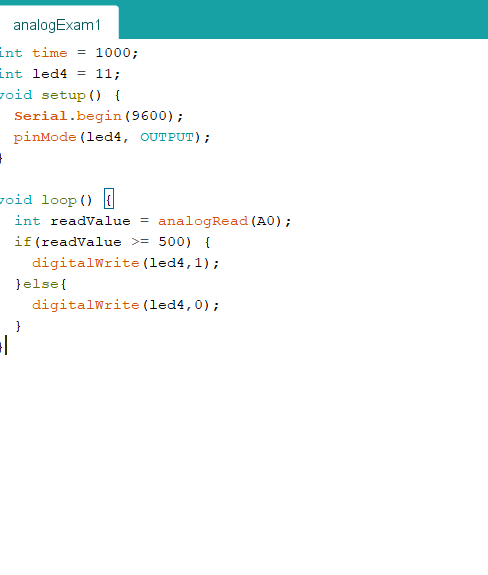 analogExam1
int time = 1000;
int led4 = 11;
void setup() {
  Serial.begin(9600);
  pinMode(led4, OUTPUT);
}
void loop() {
  int readValue = analogRead(A0);
  if(readValue >= 500) {
    digitalWrite(led4,1);
  }else{
    digitalWrite(led4,0);
  }
}